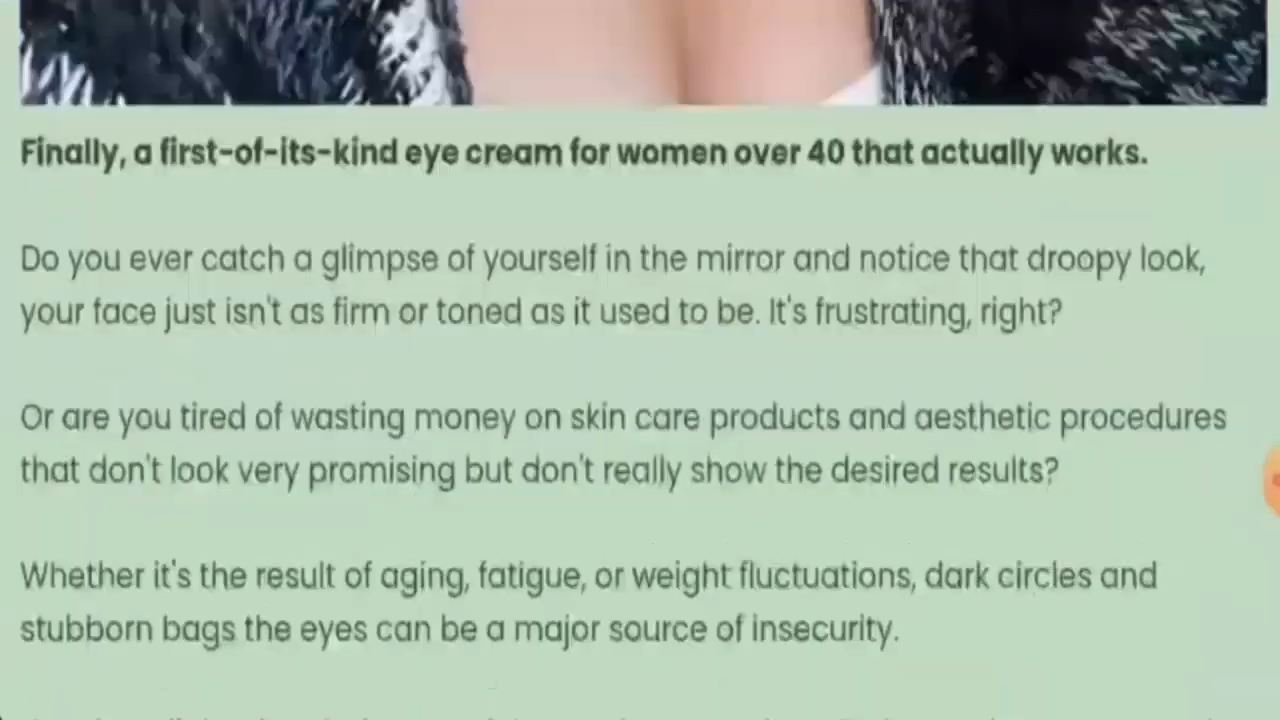 Finally, a first-of-its-kind eye cream for women over 40 that actually works.
Do you ever catch a glimpse of yourself in the mirror and notice that droopy look,
your face just isn't as firm or toned as it used to be. It's frustrating, right?
Or are you tired of wasting money on skin care products and aesthetic procedures
that don't look very promising but don't really show the desired results?
Whether it's the result of aging, fatigue, or weight fluctuations, dark circles and
stubborn bags the eyes can be a major source of insecurity.